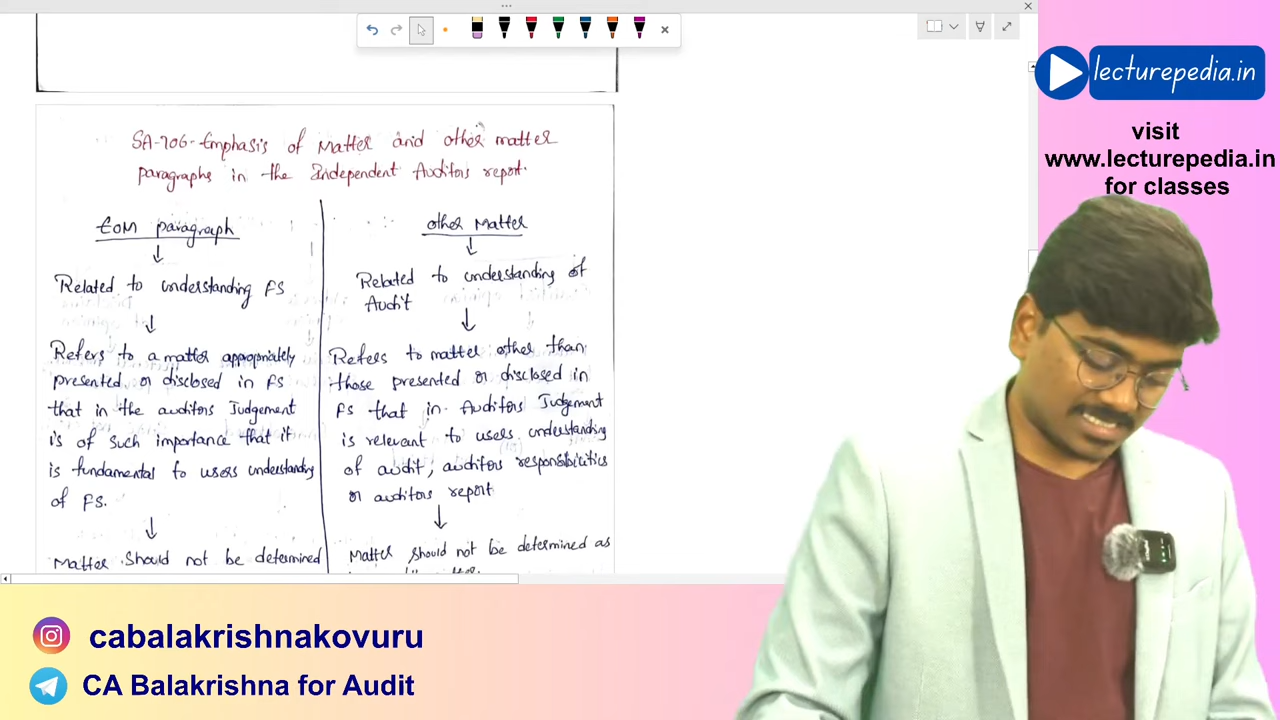 SA-706- Emphasis of Matter and other matter
paragraphs in the Independent Auditors report.
EOM paragraph
Related to understanding FS
Refers to a matter appropriately
presented or disclosed in FS
that in the auditors Judgement
is of such importance that it
is fundamental to users understanding
of FS.
Matter Should not be determined
other Matter
Related to understanding of
Audit
Refers to matter other than
those presented or disclosed in
FS that in Auditors Judgement
is relevant to users understanding
of audit, auditors responsibilities
or auditors report
Matter should not be determined as
lecturepedia.in
visit
www.lecturepedia.in
for classes
cabalakrishnakovuru
CA Balakrishna for Audit